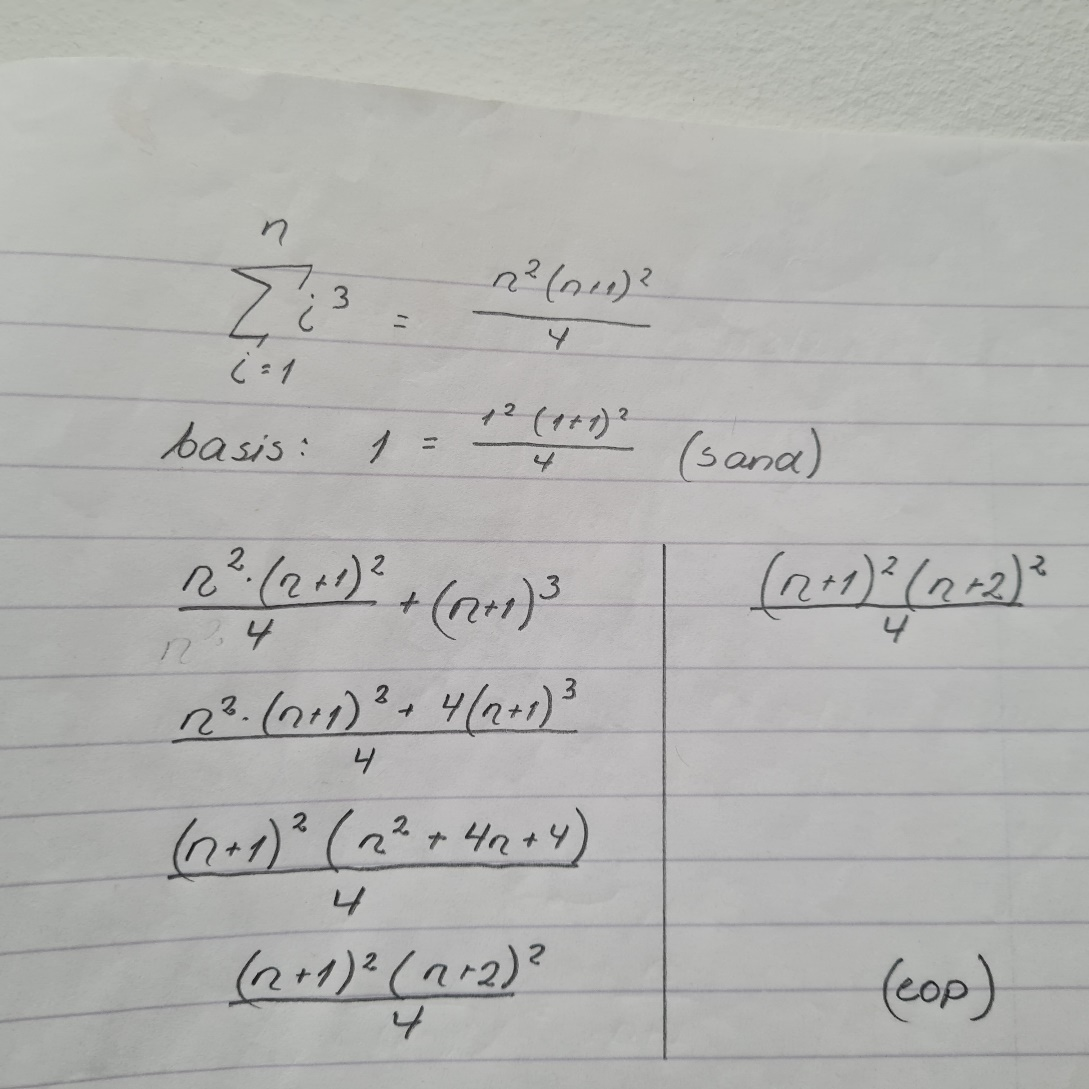 n
∑ i³ = n²(n+1)²/4
i=1
basis: 1 = 1²(1+1)²/4 (sand)
n²·(n+1)²/4 + (n+1)³ | (n+1)²(n+2)²/4
(n²·(n+1)² + 4(n+1)³)/4
(n+1)²(n²+4n+4)/4
(n+1)²(n+2)²/4 (eop)